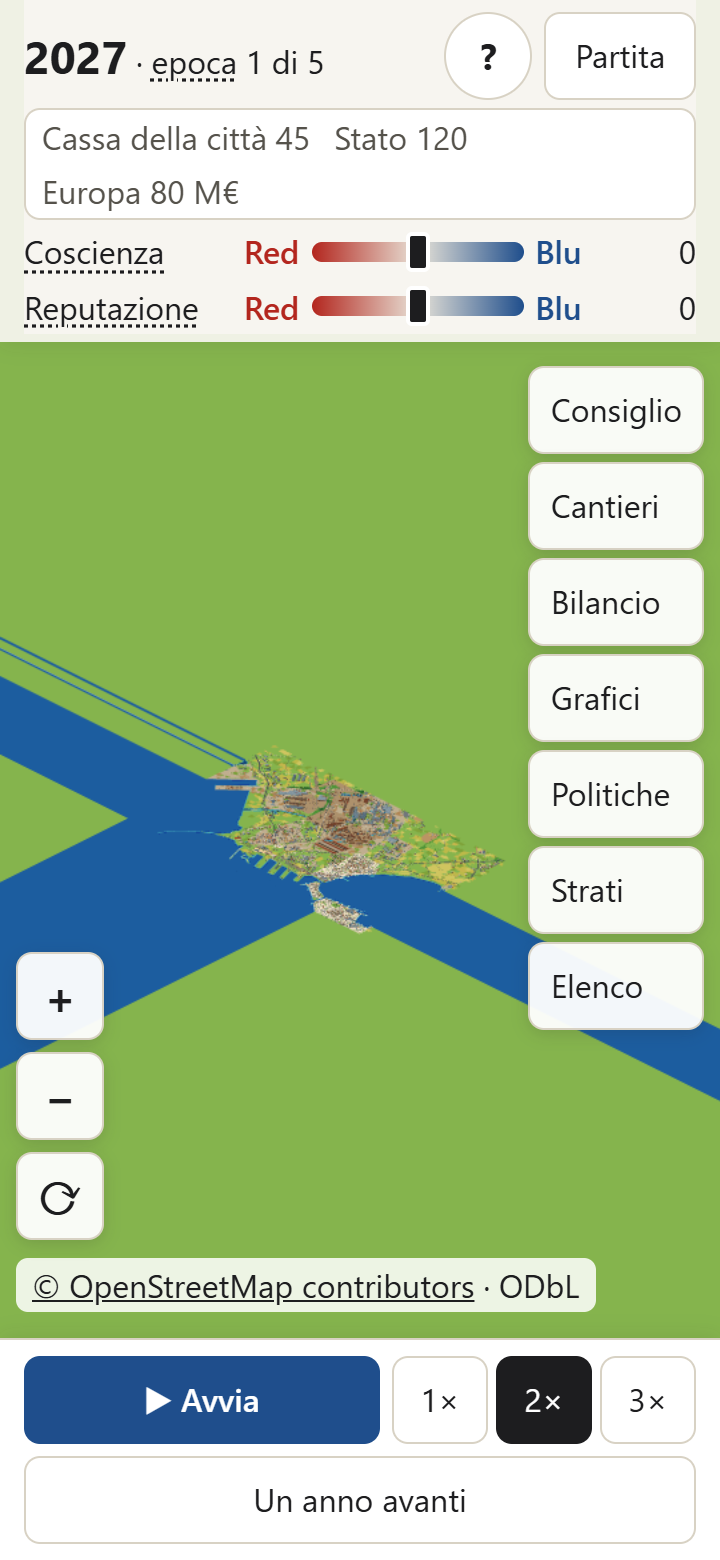 2027 · epoca 1 di 5
?
Partita
Cassa della città 45 Stato 120
Europa 80 M€
Coscienza Red Blu 0
Reputazione Red Blu 0
Consiglio
Cantieri
Bilancio
Grafici
Politiche
Strati
Elenco
+
−
© OpenStreetMap contributors · ODbL
▶ Avvia
1×
2×
3×
Un anno avanti